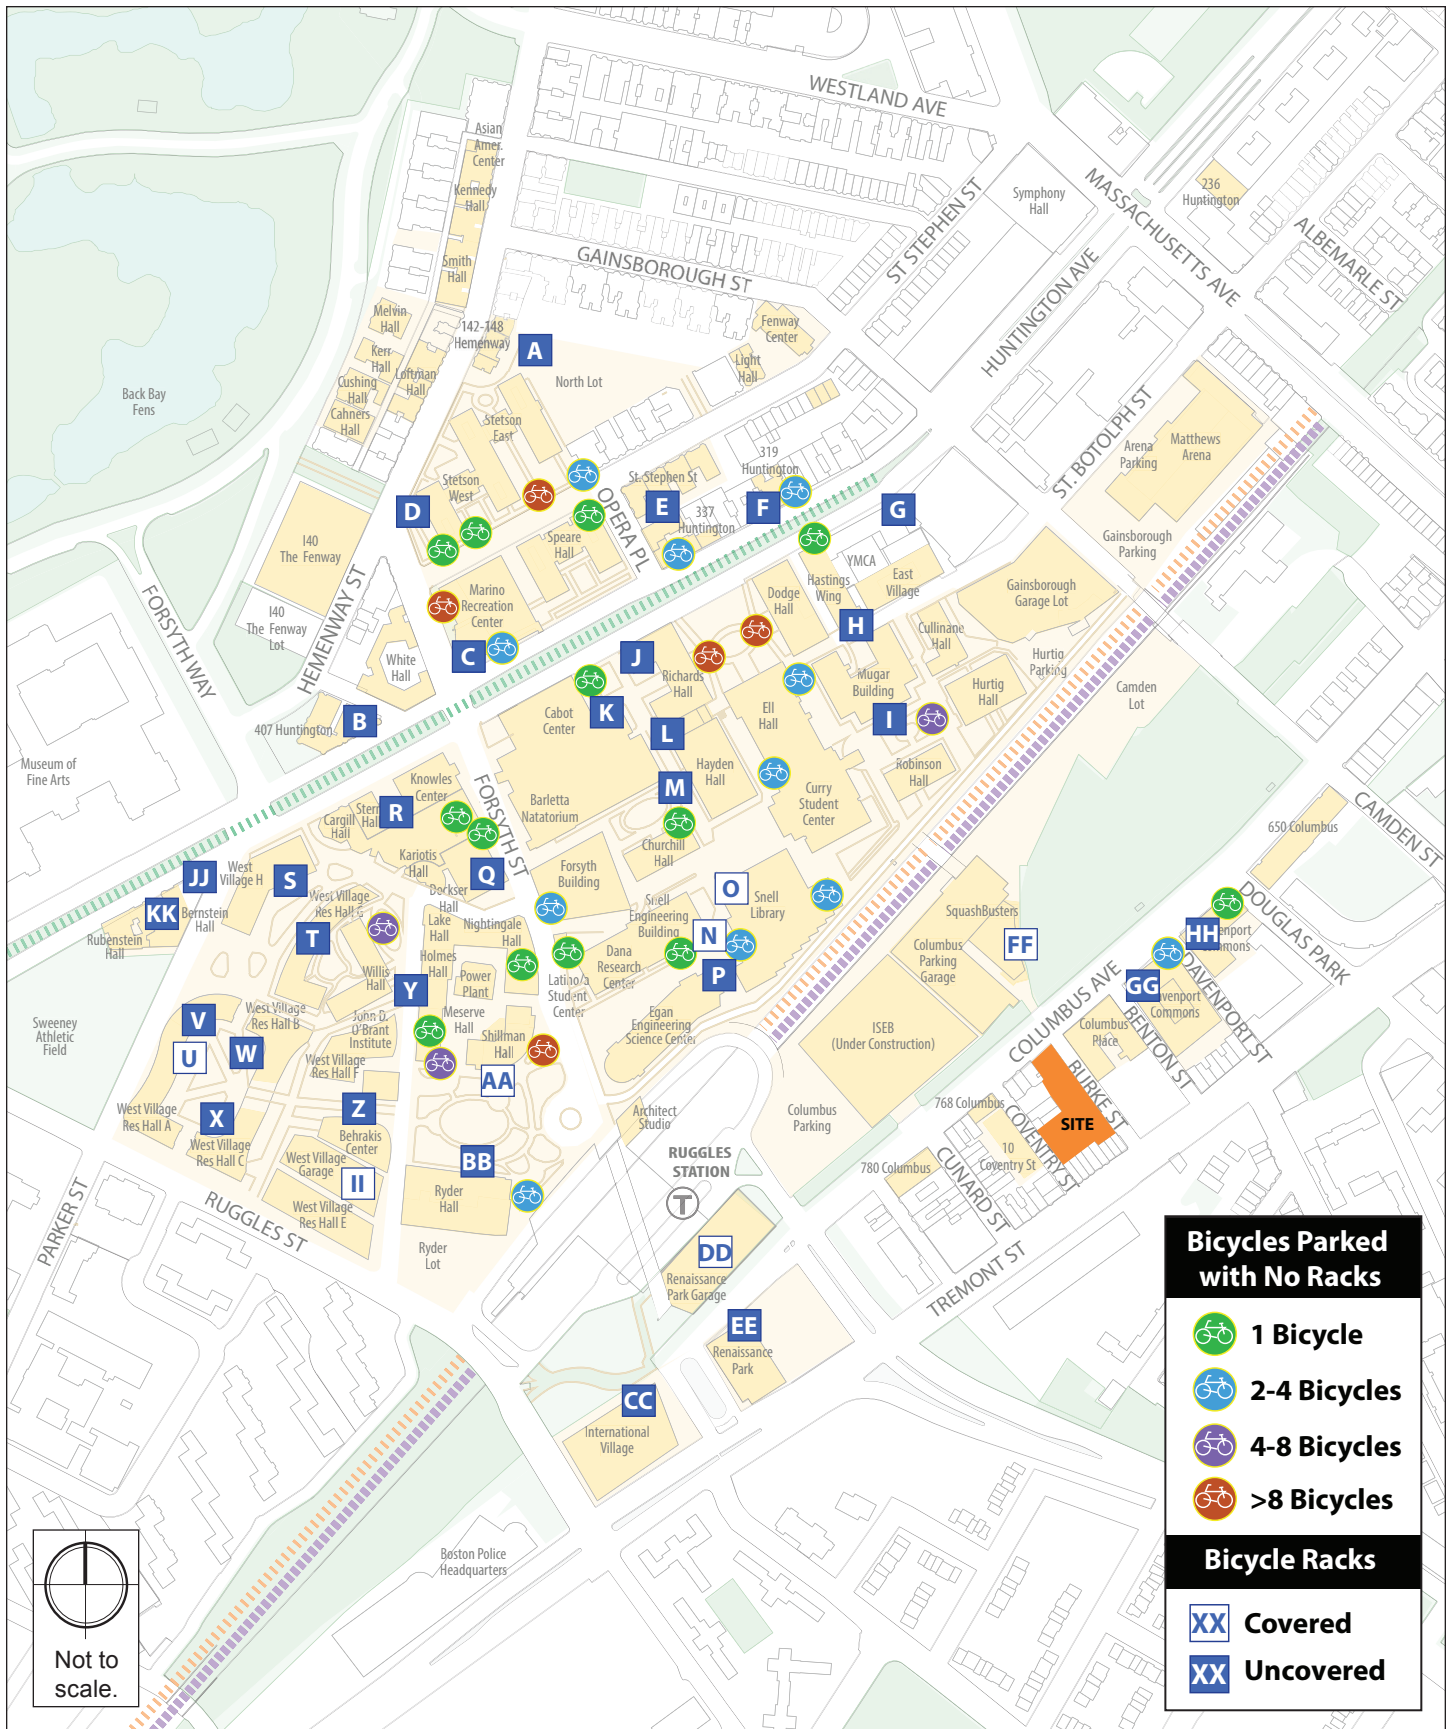 WESTLAND AVE
Asian
Amer.
Center
Kennedy
Hall
Symphony
Hall
MASSACHUSETTS AVE
236
Huntington
ALBEMARLE ST
ST STEPHEN ST
GAINSBOROUGH ST
HUNTINGTON AVE
Smith
Hall
Melvin
Hall
142-148
Hemenway
A
Fenway
Center
Kerr
Hall
Loftman
Hall
Light
Hall
North Lot
Cushing
Hall
Cahners
Hall
Back Bay
Fens
ST. BOTOLPH ST
Stetson
East
Matthews
Arena
Arena
Parking
319
Huntington
St. Stephen St
Stetson
West
D
OPERA PL
E
F
G
337
Huntington
140
The Fenway
Speare
Hall
Gainsborough
Parking
YMCA
East
Village
Hastings
Wing
Dodge
Hall
Gainsborough
Garage Lot
Marino
Recreation
Center
FORSYTH WAY
HEMENWAY ST
140
The Fenway
Lot
H
Cullinane
Hall
C
J
White
Hall
Richards
Hall
Mugar
Building
Hurtig
Parking
Hurtig
Hall
Camden
Lot
407 Huntington
B
Cabot
Center
K
L
Ell
Hall
I
Museum of
Fine Arts
Knowles
Center
FORSYTH ST
Hayden
Hall
Robinson
Hall
M
Curry
Student
Center
Barletta
Natatorium
Stern
Hall
R
Cargill
Hall
CAMDEN ST
650 Columbus
Churchill
Hall
Kariotis
Hall
Forsyth
Building
JJ
West
Village H
S
Q
Dockser
Hall
O
Snell
Library
DOUGLAS PARK
KK
Bernstein
Hall
West Village
Res Hall G
Lake
Hall
Nightingale
Hall
Snell
Engineering
Building
SquashBusters
Rubenstein
Hall
T
N
HH
FF
Holmes
Hall
Dana
Research
Center
Columbus
Parking
Garage
Willis
Hall
Power
Plant
Latino/a
Student
Center
P
GG
DAVENPORT ST
Y
COLUMBUS AVE
V
West Village
Res Hall B
John D.
O'Brant
Institute
Meserve
Hall
Egan
Engineering
Science Center
Columbus
Place
BENTON ST
Sweeney
Athletic
Field
U
W
Shillman
Hall
ISEB
(Under Construction)
West Village
Res Hall F
AA
BURKE ST
768 Columbus
West Village
Res Hall A
X
Z
Architect
Studio
Columbus
Parking
SITE
COVENTRY ST
West Village
Res Hall C
Behrakis
Center
10
Coventry St
RUGGLES
STATION
BB
West Village
Garage
780 Columbus
CUNARD ST
T
II
Ryder
Hall
PARKER ST
RUGGLES ST
West Village
Res Hall E
Ryder
Lot
DD
Renaissance
Park Garage
TREMONT ST
EE
Renaissance
Park
CC
International
Village
Boston Police
Headquarters
Bicycles Parked
with No Racks
1 Bicycle
2-4 Bicycles
4-8 Bicycles
>8 Bicycles
Bicycle Racks
XX Covered
XX Uncovered
Not to
scale.